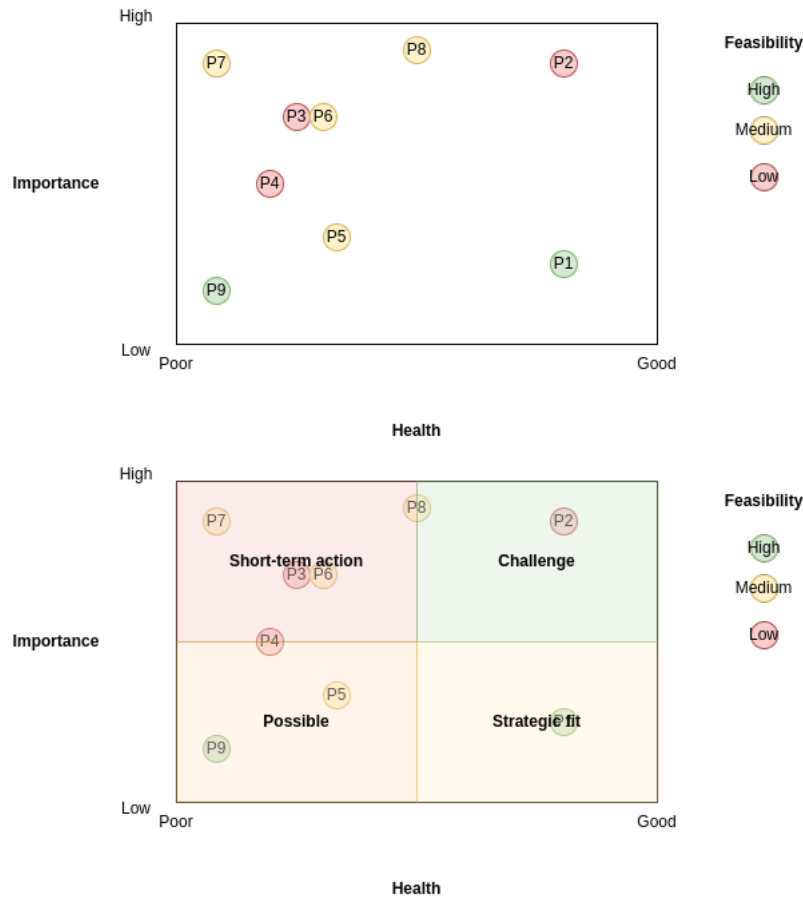 High
Feasibility
P7
P8
P2
High
Medium
P3
P6
Low
Importance
P4
P5
P1
P9
Low
Poor
Good
Health
High
Feasibility
P7
P8
P2
High
Short-term action
Challenge
P3
P6
Medium
Low
Importance
P4
P5
Possible
Strategic fit
P9
Low
Poor
Good
Health